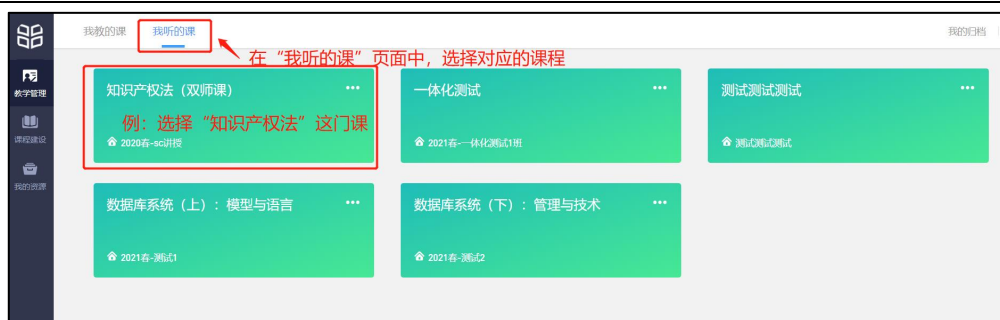 我教的课 我听的课 我的归档
在“我听的课”页面中，选择对应的课程
教学管理
课程建设
我的资源
知识产权法（双师课）
例：选择“知识产权法”这门课
2020春-sc讲授
一体化测试
2021春-一体化测试1班
测试测试测试
测试测试测试
数据库系统（上）：模型与语言
2021春-测试1
数据库系统（下）：管理与技术
2021春-测试2